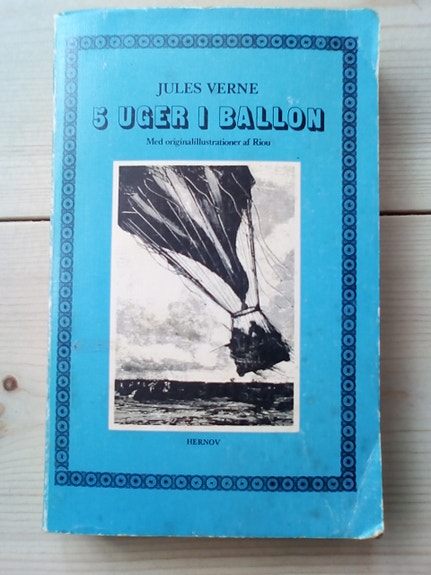 JULES VERNE
5 UGER I BALLON
Med originalillustrationer af Riou
HERNOV